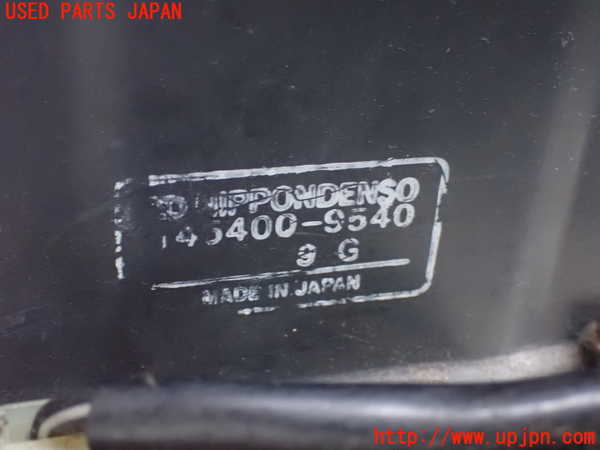 USED PARTS JAPAN
NIPPONDENSO
145400-9540
9 G
MADE IN JAPAN
http://www.upjpn.com/